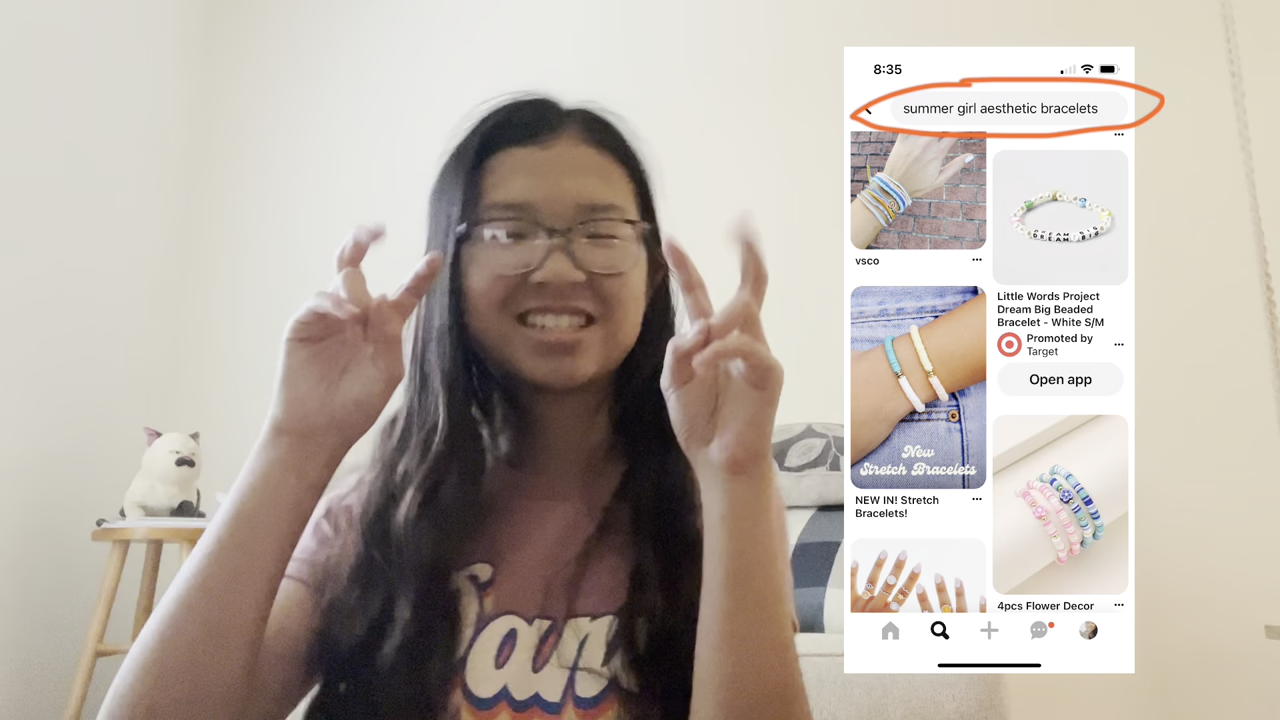 8:35
summer girl aesthetic bracelets
vsco
DREAM BIG
Little Words Project
Dream Big Beaded
Bracelet - White S/M
Promoted by
Target
Open app
New
Stretch Bracelets
NEW IN! Stretch
Bracelets!
4pcs Flower Decor